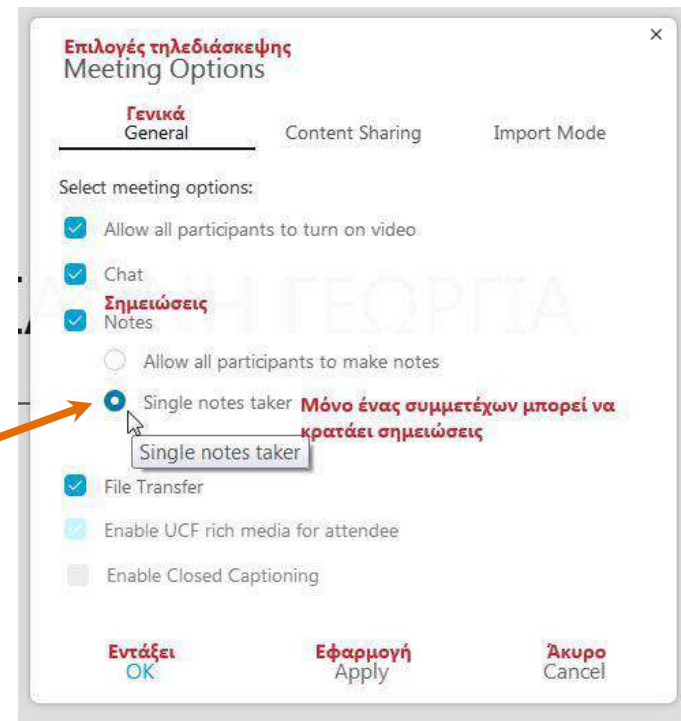 Επιλογές τηλεδιάσκεψης
Meeting Options
Γενικά
General Content Sharing Import Mode
Select meeting options:
Allow all participants to turn on video
Chat
Σημειώσεις
Notes
Allow all participants to make notes
Single notes taker Μόνο ένας συμμετέχων μπορεί να
κρατάει σημειώσεις
Single notes taker
File Transfer
Enable UCF rich media for attendee
Enable Closed Captioning
Εντάξει Εφαρμογή Άκυρο
OK Apply Cancel